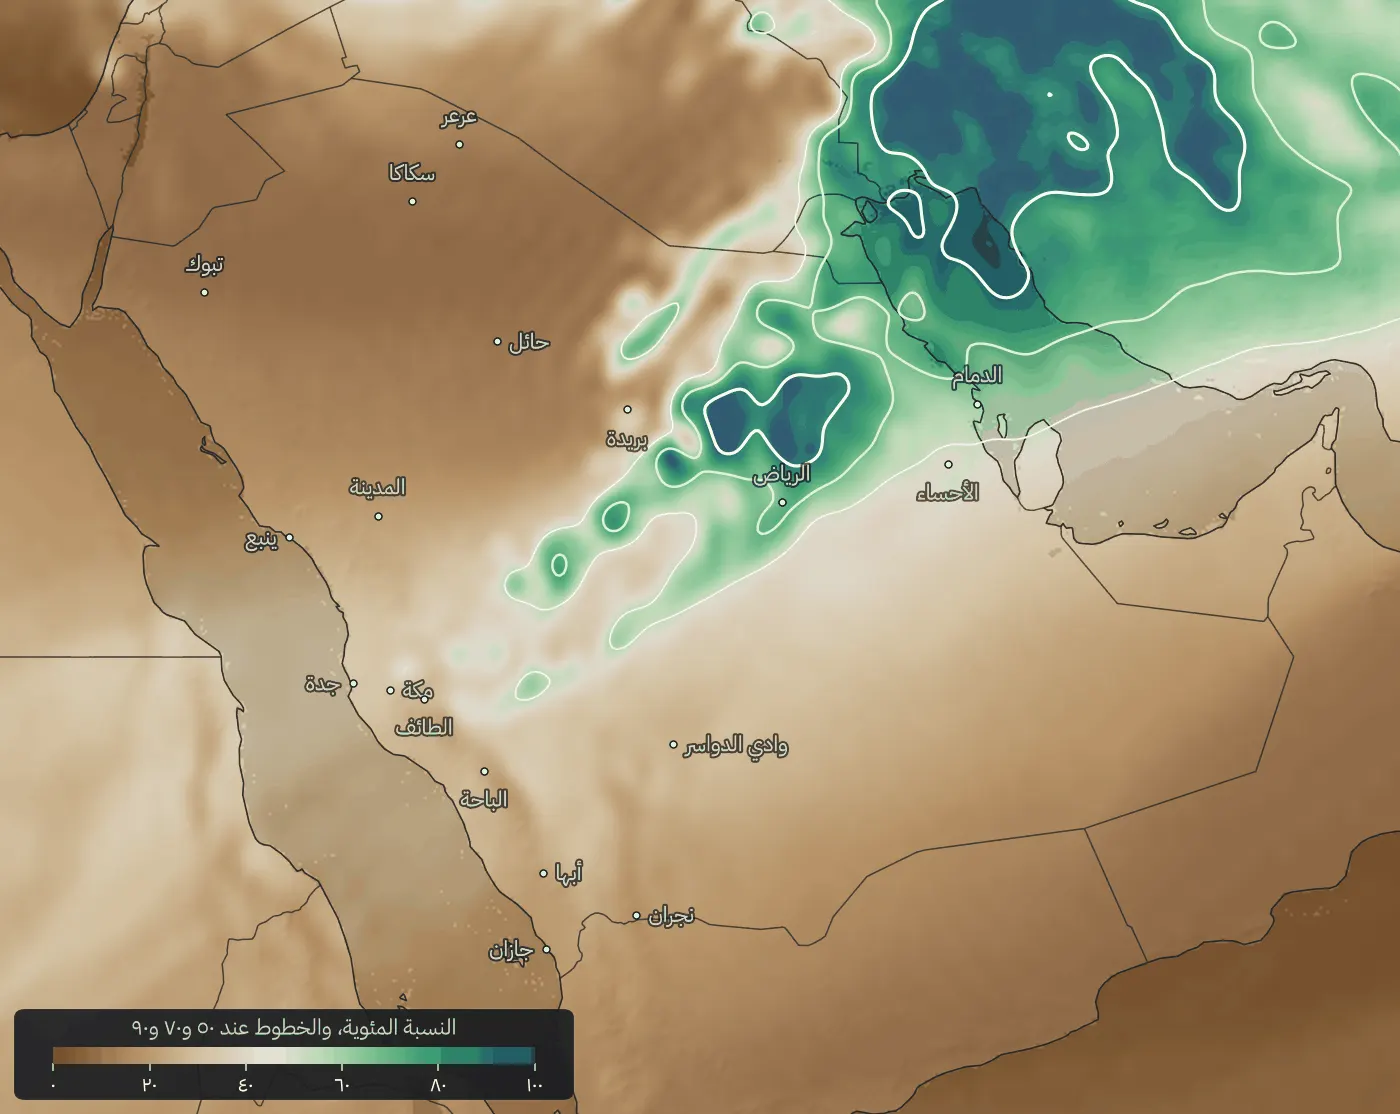 عرعر
سكاكا
تبوك
حائل
الدمام
بريدة
الرياض
الأحساء
المدينة
ينبع
جدة
مكة
الطائف
وادي الدواسر
الباحة
أبها
نجران
جازان
النسبة المئوية، والخطوط عند ٥٠ و٧٠ و٩٠
٠ ٢٠ ٤٠ ٦٠ ٨٠ ١٠٠